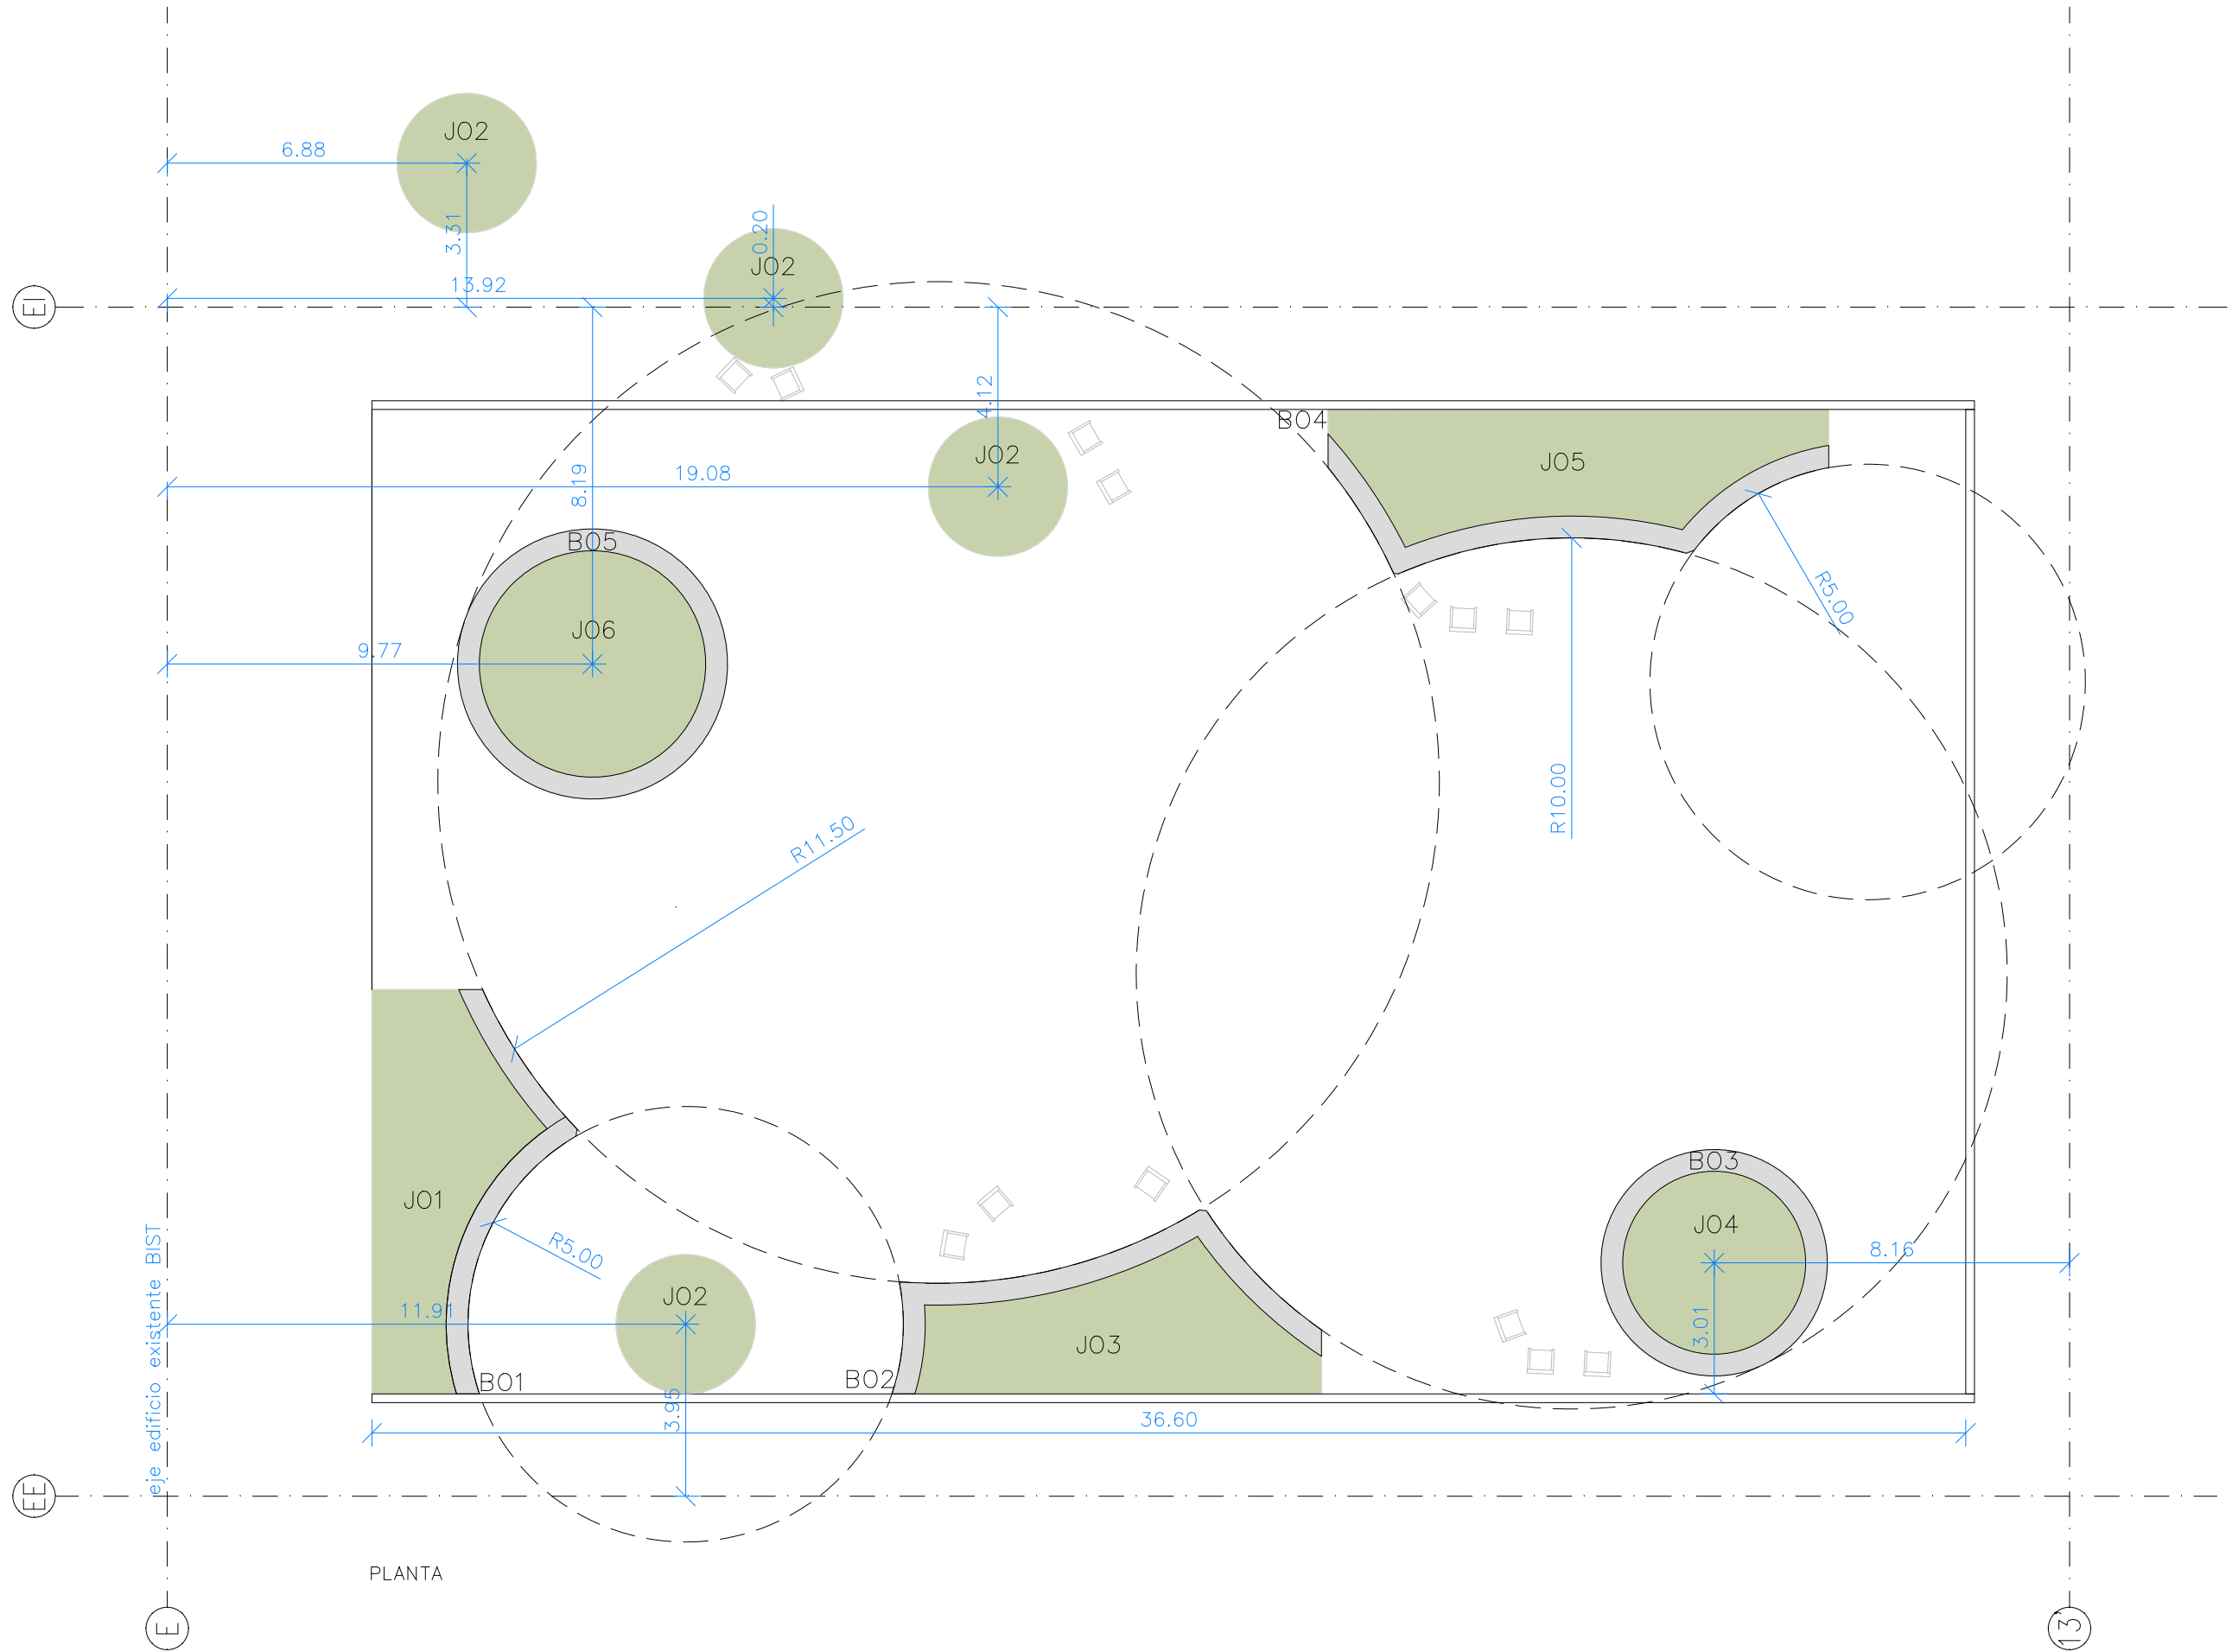 J02
6.88
3.31
0.20
J02
13.92
EI
4.12
B04
J02
J05
19.08
8.19
B05
R5.00
J06
9.77
R10.00
R11.50
B03
J01
J04
R5.00
8.16
J02
11.91
3.01
J03
eje edificio existente BIST
B01
B02
3.95
36.60
EE
PLANTA
E
13'